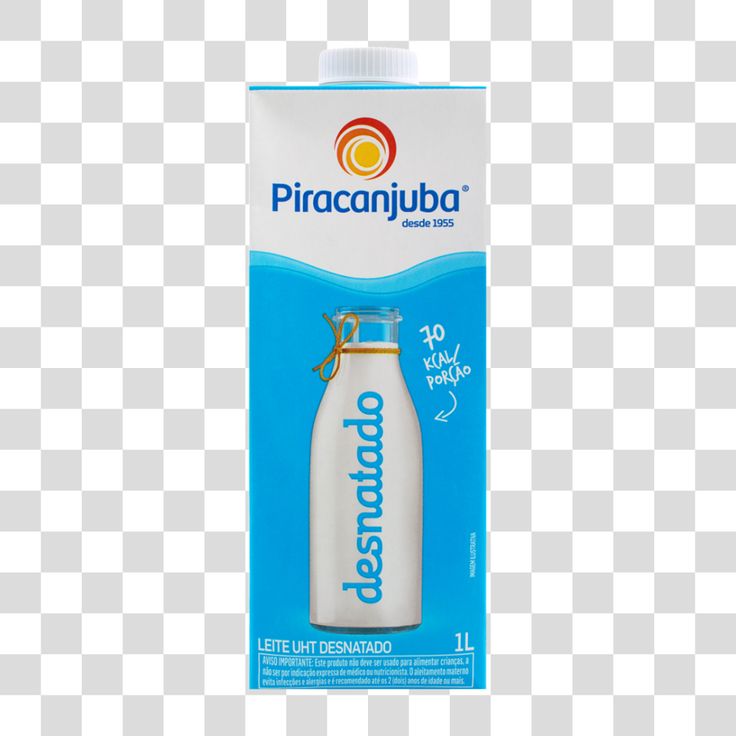 Piracanjuba®
desde 1955
70
KCAL/
PORÇÃO
desnatado
IMAGEM ILUSTRATIVA
LEITE UHT DESNATADO 1L
AVISO IMPORTANTE: Este produto não deve ser usado para alimentar crianças, a
não ser por indicação expressa de médico ou nutricionista. O aleitamento materno
evita infecções e alergias e é recomendado até os 2 (dois) anos de idade ou mais.